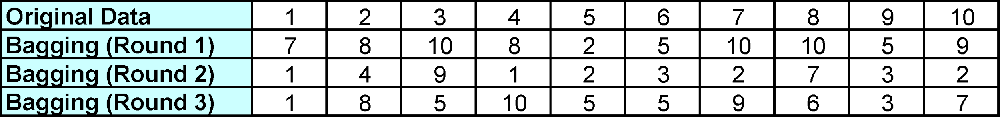 Original Data 1 2 3 4 5 6 7 8 9 10
Bagging (Round 1) 7 8 10 8 2 5 10 10 5 9
Bagging (Round 2) 1 4 9 1 2 3 2 7 3 2
Bagging (Round 3) 1 8 5 10 5 5 9 6 3 7